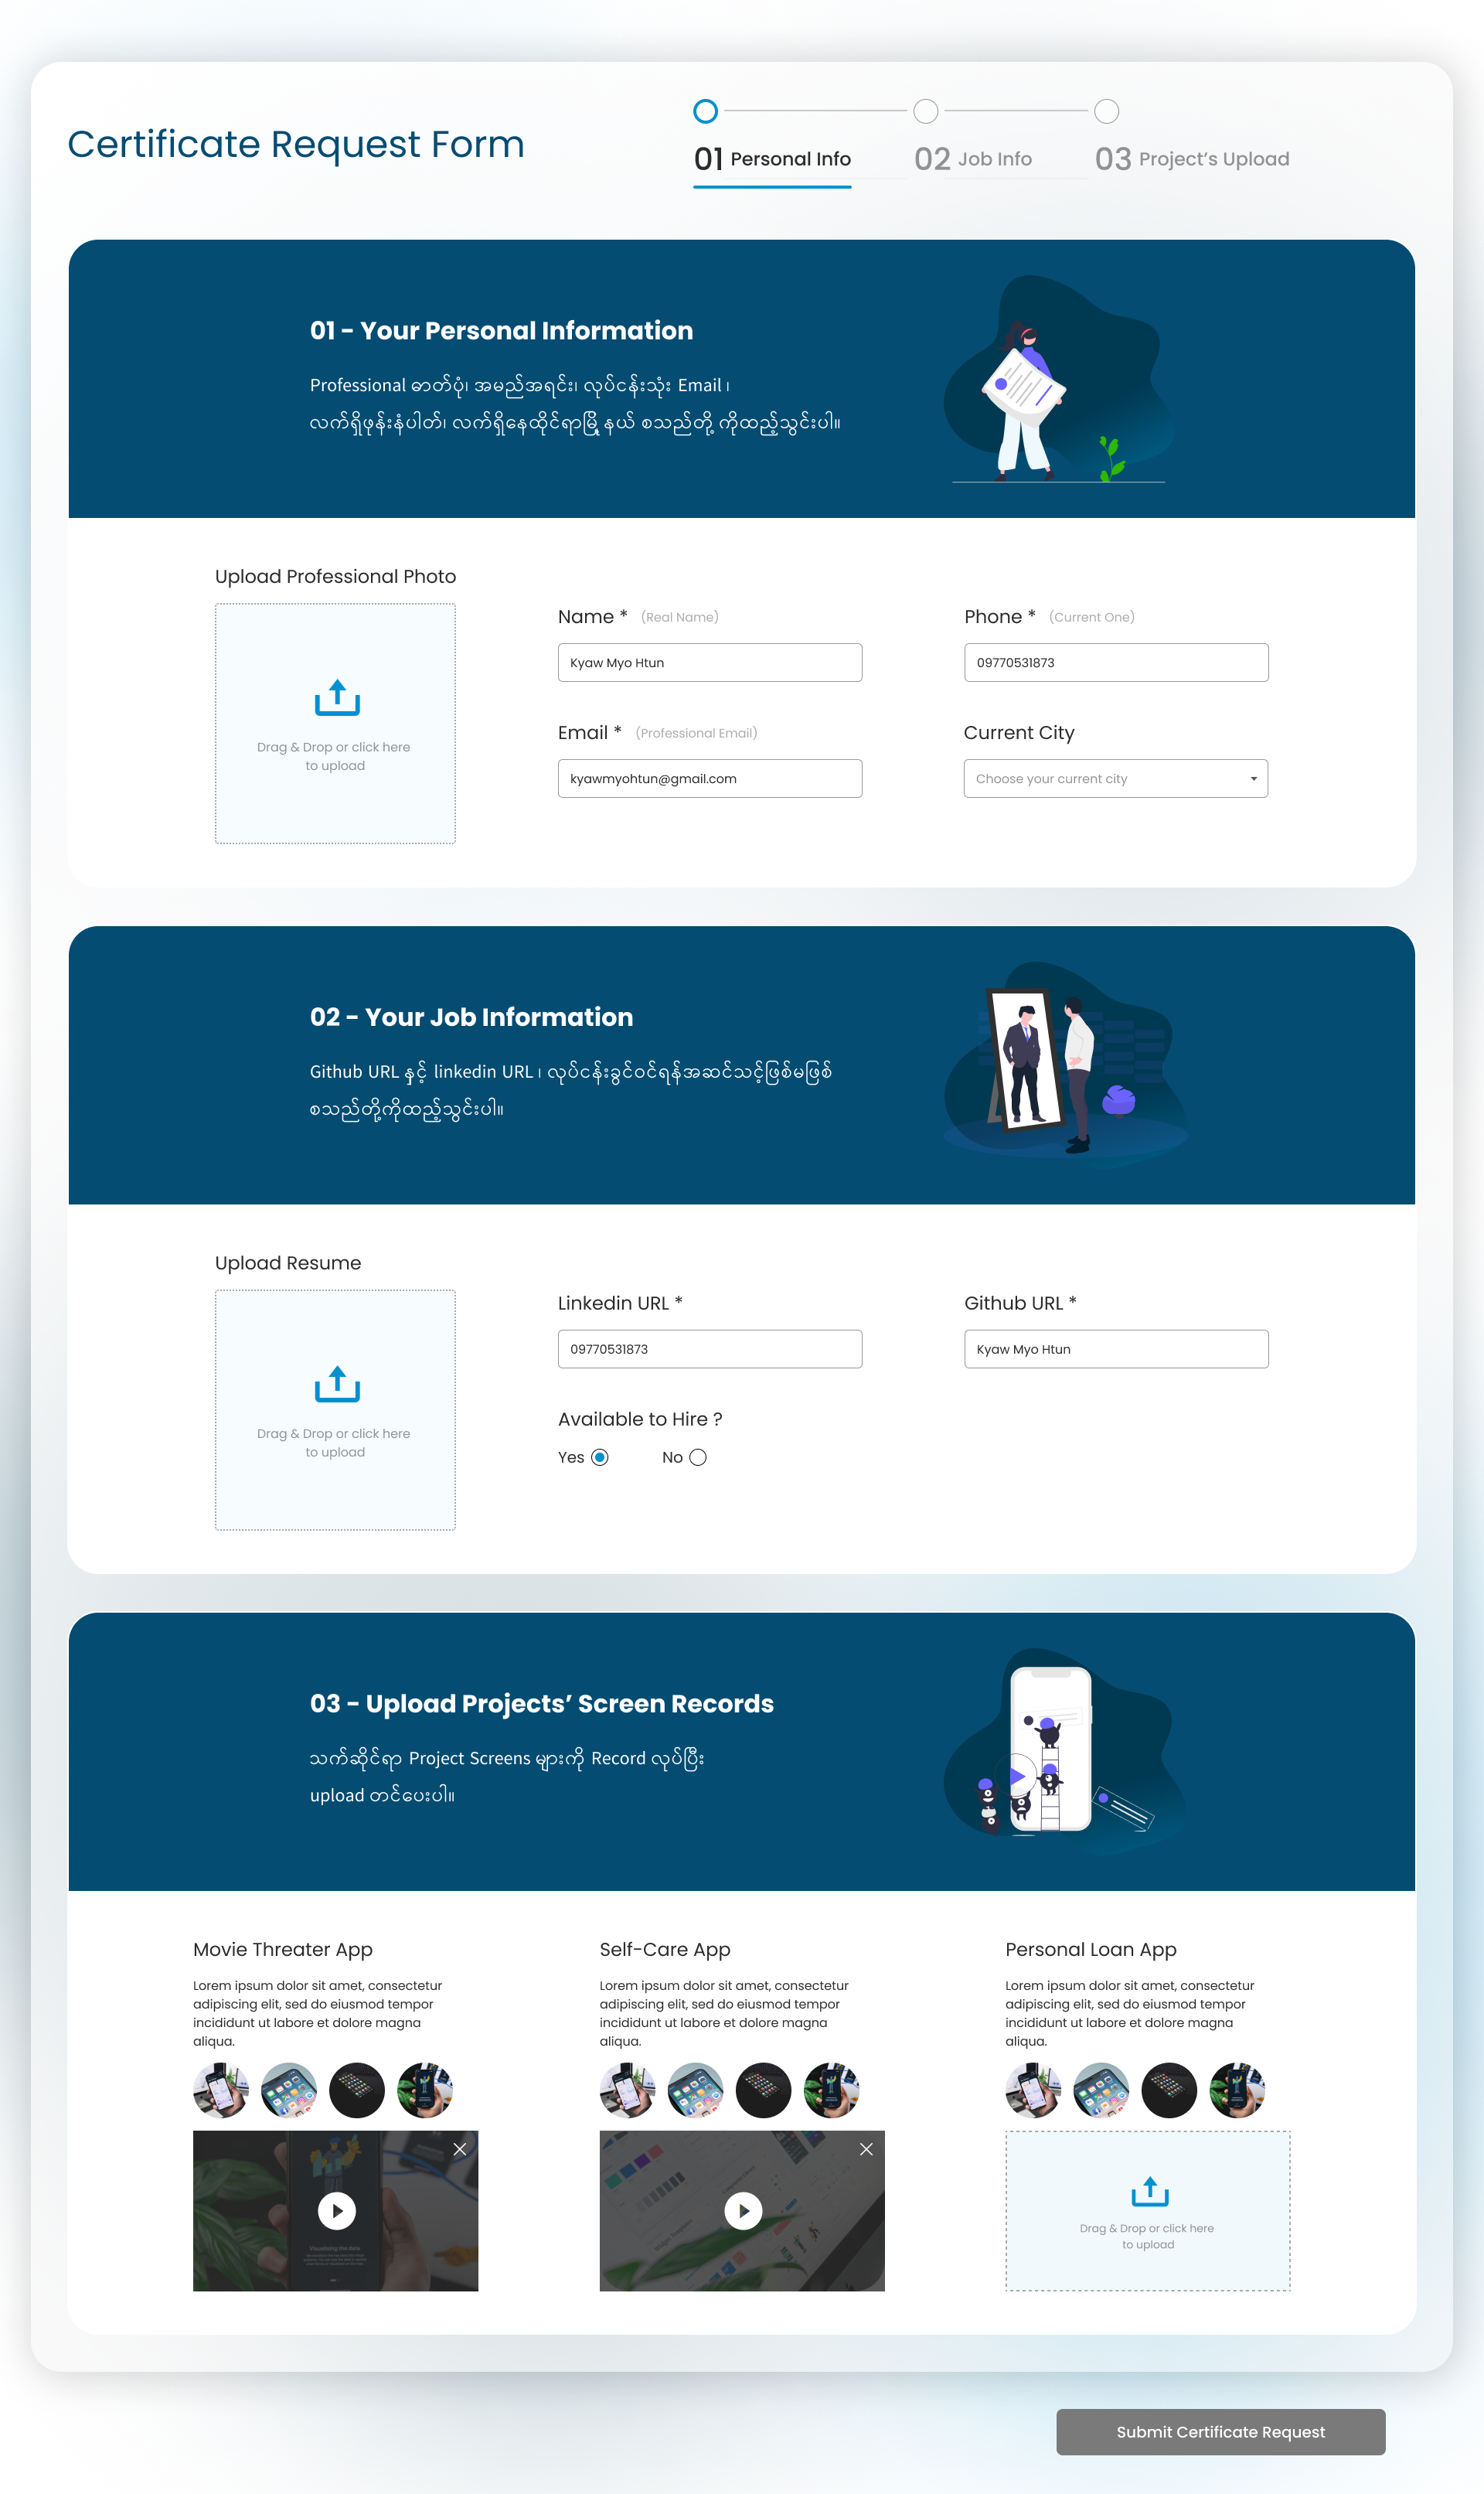 Certificate Request Form
01 Personal Info
02 Job Info
03 Project's Upload
01 - Your Personal Information
Professional ဓာတ်ပုံ၊ အမည်အရင်း၊ လုပ်ငန်းသုံး Email ၊
လက်ရှိဖုန်းနံပါတ်၊ လက်ရှိနေထိုင်ရာမြို့နယ် စသည်တို့ ကိုထည့်သွင်းပါ။
Upload Professional Photo
Drag & Drop or click here
to upload
Name * (Real Name)
Kyaw Myo Htun
Phone * (Current One)
09770531873
Email * (Professional Email)
kyawmyohtun@gmail.com
Current City
Choose your current city
02 - Your Job Information
Github URL နှင့် linkedin URL ၊ လုပ်ငန်းခွင်ဝင်ရန်အဆင်သင့်ဖြစ်မဖြစ်
စသည်တို့ကိုထည့်သွင်းပါ။
Upload Resume
Drag & Drop or click here
to upload
Linkedin URL *
09770531873
Github URL *
Kyaw Myo Htun
Available to Hire ?
Yes
No
03 - Upload Projects’ Screen Records
သက်ဆိုင်ရာ Project Screens များကို Record လုပ်ပြီး
upload တင်ပေးပါ။
Movie Threater App
Lorem ipsum dolor sit amet, consectetur
adipiscing elit, sed do eiusmod tempor
incididunt ut labore et dolore magna
aliqua.
Visualising the data
Self-Care App
Lorem ipsum dolor sit amet, consectetur
adipiscing elit, sed do eiusmod tempor
incididunt ut labore et dolore magna
aliqua.
Personal Loan App
Lorem ipsum dolor sit amet, consectetur
adipiscing elit, sed do eiusmod tempor
incididunt ut labore et dolore magna
aliqua.
Drag & Drop or click here
to upload
Submit Certificate Request